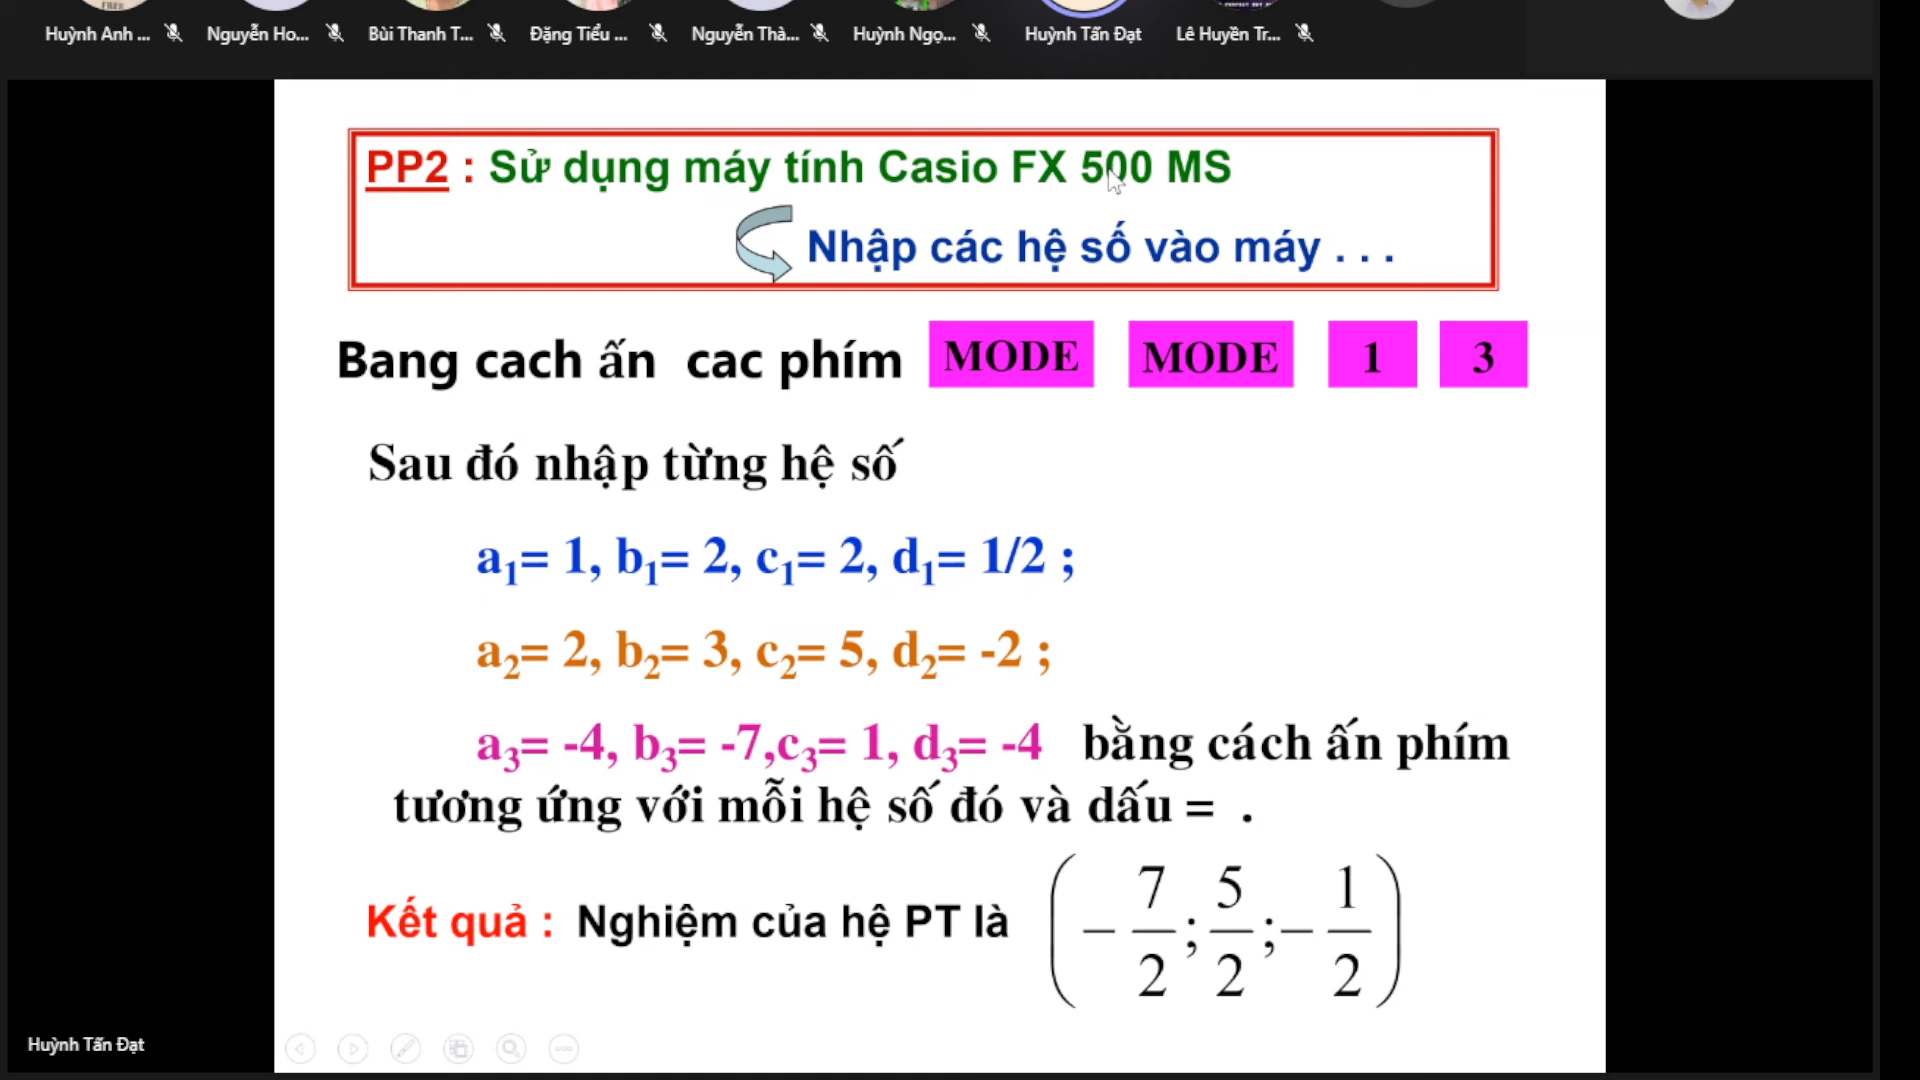 Huỳnh Anh ... Nguyễn Ho... Bùi Thanh T... Đặng Tiểu ... Nguyễn Thà... Huỳnh Ngọ... Huỳnh Tấn Đạt Lê Huyền Tr...
PP2 : Sử dụng máy tính Casio FX 500 MS
Nhập các hệ số vào máy . . .
Bang cach ấn cac phím MODE MODE 1 3
Sau đó nhập từng hệ số
a₁= 1, b₁= 2, c₁= 2, d₁= 1/2 ;
a₂= 2, b₂= 3, c₂= 5, d₂= -2 ;
a₃= -4, b₃= -7,c₃= 1, d₃= -4 bằng cách ấn phím
tương ứng với mỗi hệ số đó và dấu = .
Kết quả : Nghiệm của hệ PT là (-7/2; 5/2; -1/2)
Huỳnh Tấn Đạt